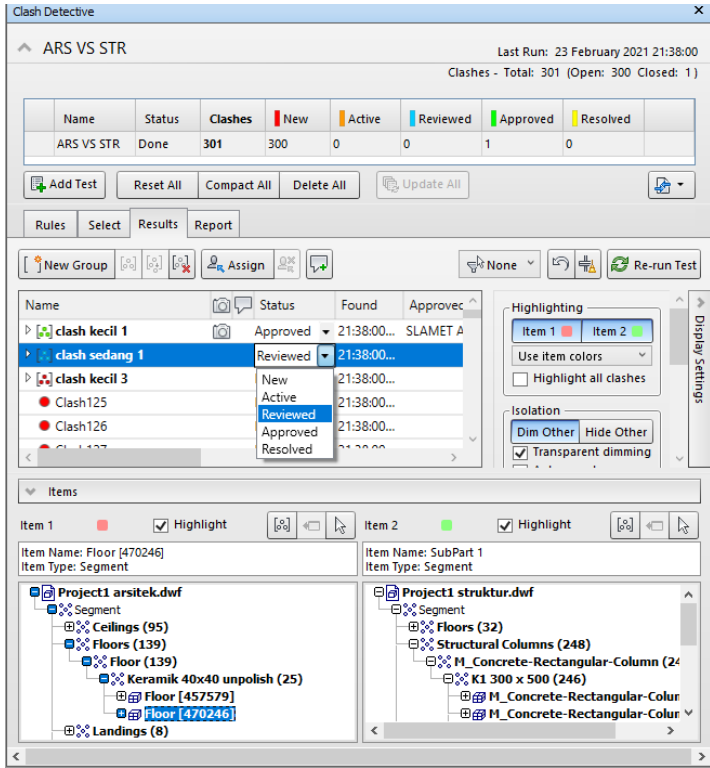 Clash Detective
ARS VS STR
Last Run: 23 February 2021 21:38:00
Clashes - Total: 301 (Open: 300 Closed: 1)
Name Status Clashes New Active Reviewed Approved Resolved
ARS VS STR Done 301 300 0 0 1 0
Add Test Reset All Compact All Delete All Update All
Rules Select Results Report
New Group Assign None Re-run Test
Name Status Found Approved
clash kecil 1 Approved 21:38:00... SLAMET A
clash sedang 1 Reviewed 21:38:00...
clash kecil 3 21:38:00...
Clash125 21:38:00...
Clash126 21:38:00...
New
Active
Reviewed
Approved
Resolved
Highlighting
Item 1 Item 2
Use item colors
Highlight all clashes
Isolation
Dim Other Hide Other
Transparent dimming
Display Settings
Items
Item 1 Highlight Item 2 Highlight
Item Name: Floor [470246]
Item Type: Segment
Item Name: SubPart 1
Item Type: Segment
Project1 arsitek.dwf
Segment
Ceilings (95)
Floors (139)
Floor (139)
Keramik 40x40 unpolish (25)
Floor [457579]
Floor [470246]
Landings (8)
Project1 struktur.dwf
Segment
Floors (32)
Structural Columns (248)
M_Concrete-Rectangular-Column (24
K1 300 x 500 (246)
M_Concrete-Rectangular-Colum
M_Concrete-Rectangular-Colum